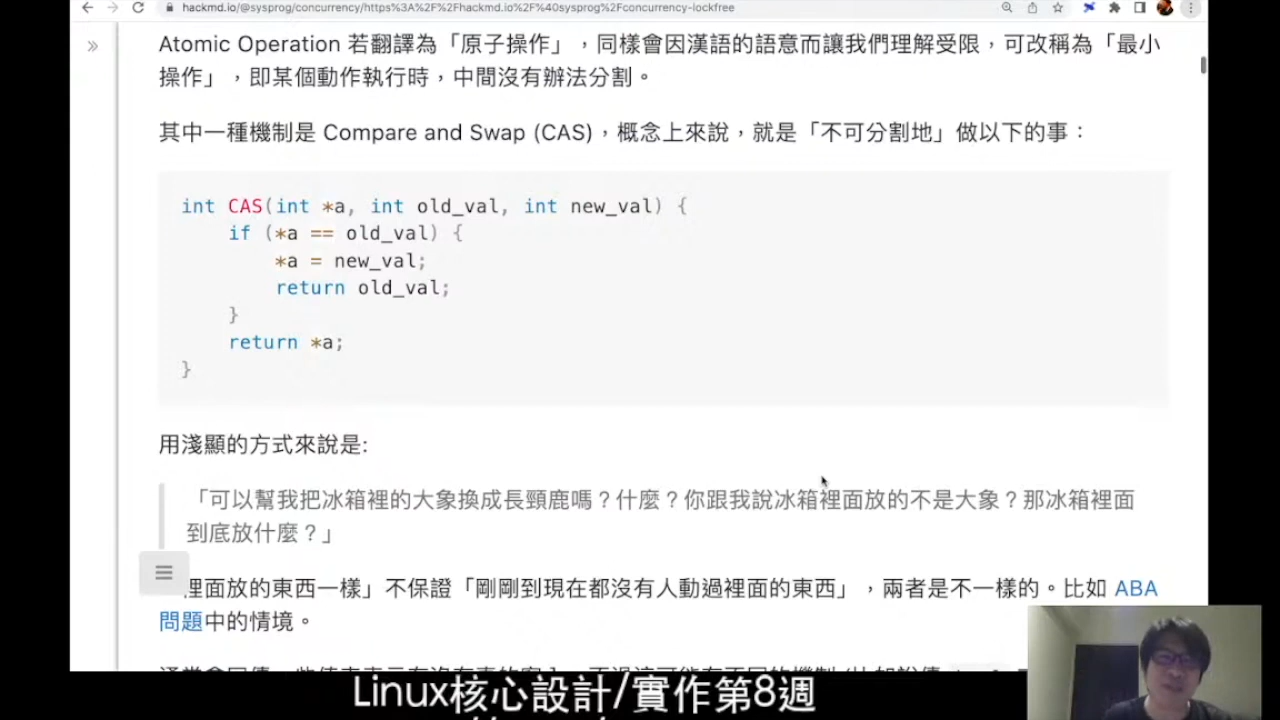 hackmd.io/@sysprog/concurrency/https%3A%2F%2Fhackmd.io%2F%40sysprog%2Fconcurrency-lockfree
Atomic Operation 若翻譯為「原子操作」，同樣會因漢語的語意而讓我們理解受限，可改稱為「最小
操作」，即某個動作執行時，中間沒有辦法分割。
其中一種機制是 Compare and Swap (CAS)，概念上來說，就是「不可分割地」做以下的事：
int CAS(int *a, int old_val, int new_val) {
if (*a == old_val) {
*a = new_val;
return old_val;
}
return *a;
}
用淺顯的方式來說是:
「可以幫我把冰箱裡的大象換成長頸鹿嗎？什麼？你跟我說冰箱裡面放的不是大象？那冰箱裡面
到底放什麼？」
裡面放的東西一樣」不保證「剛剛到現在都沒有人動過裡面的東西」，兩者是不一樣的。比如 ABA
問題中的情境。
Linux核心設計/實作第8週